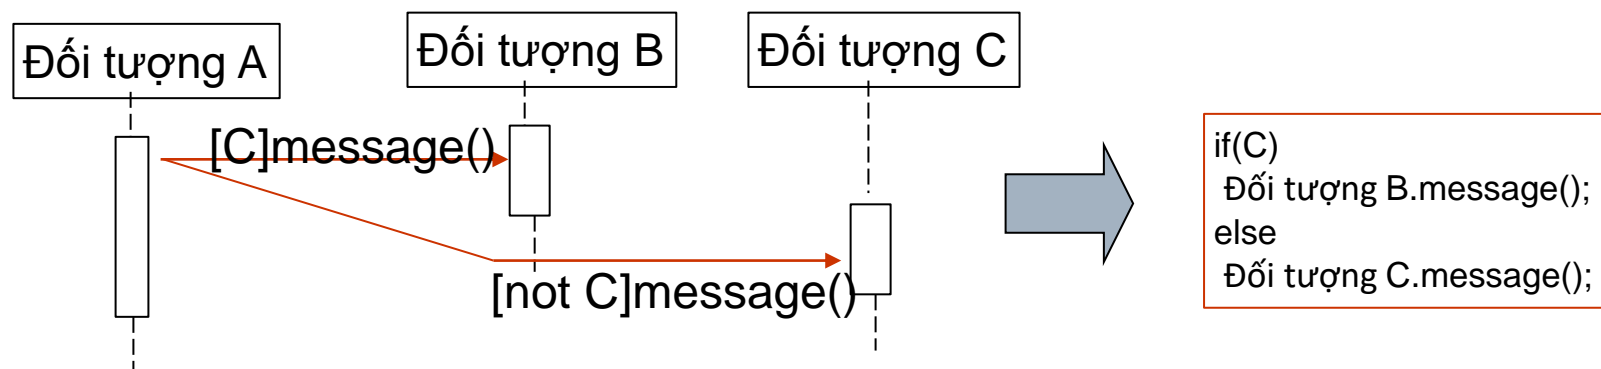 Đối tượng A
Đối tượng B
Đối tượng C
[C]message()
[not C]message()
if(C)
Đối tượng B.message();
else
Đối tượng C.message();